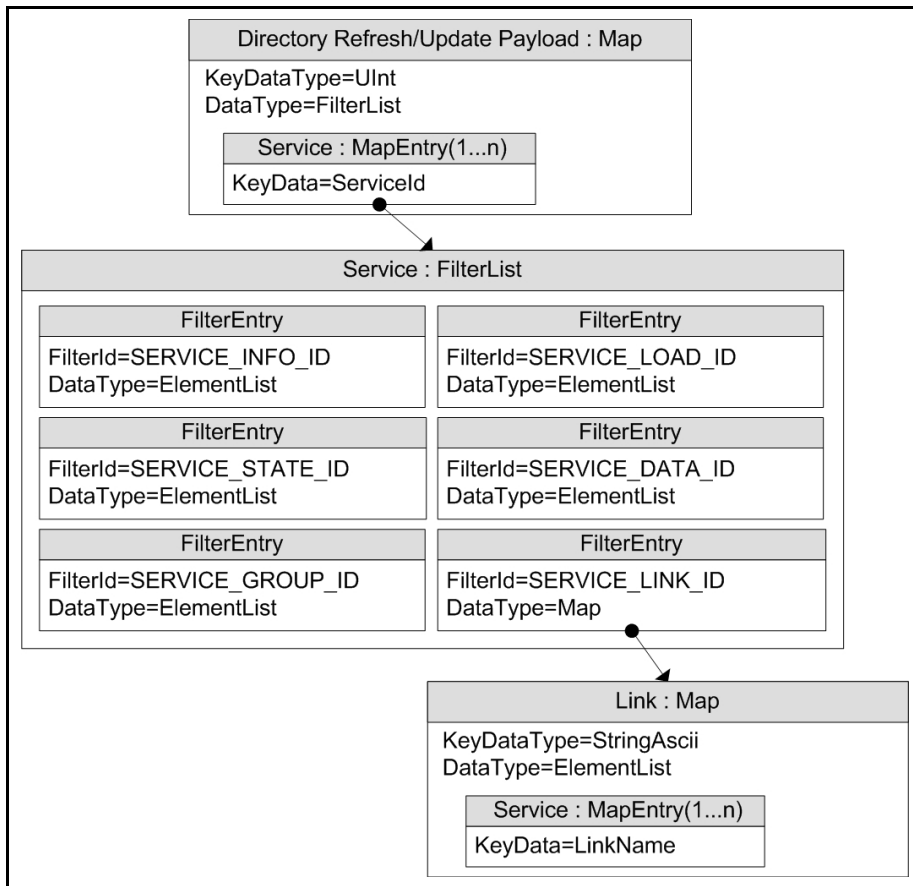 Directory Refresh/Update Payload : Map
KeyDataType=UInt
DataType=FilterList
Service : MapEntry(1...n)
KeyData=ServiceId
Service : FilterList
FilterEntry
FilterId=SERVICE_INFO_ID
DataType=ElementList
FilterEntry
FilterId=SERVICE_LOAD_ID
DataType=ElementList
FilterEntry
FilterId=SERVICE_STATE_ID
DataType=ElementList
FilterEntry
FilterId=SERVICE_DATA_ID
DataType=ElementList
FilterEntry
FilterId=SERVICE_GROUP_ID
DataType=ElementList
FilterEntry
FilterId=SERVICE_LINK_ID
DataType=Map
Link : Map
KeyDataType=StringAscii
DataType=ElementList
Service : MapEntry(1...n)
KeyData=LinkName